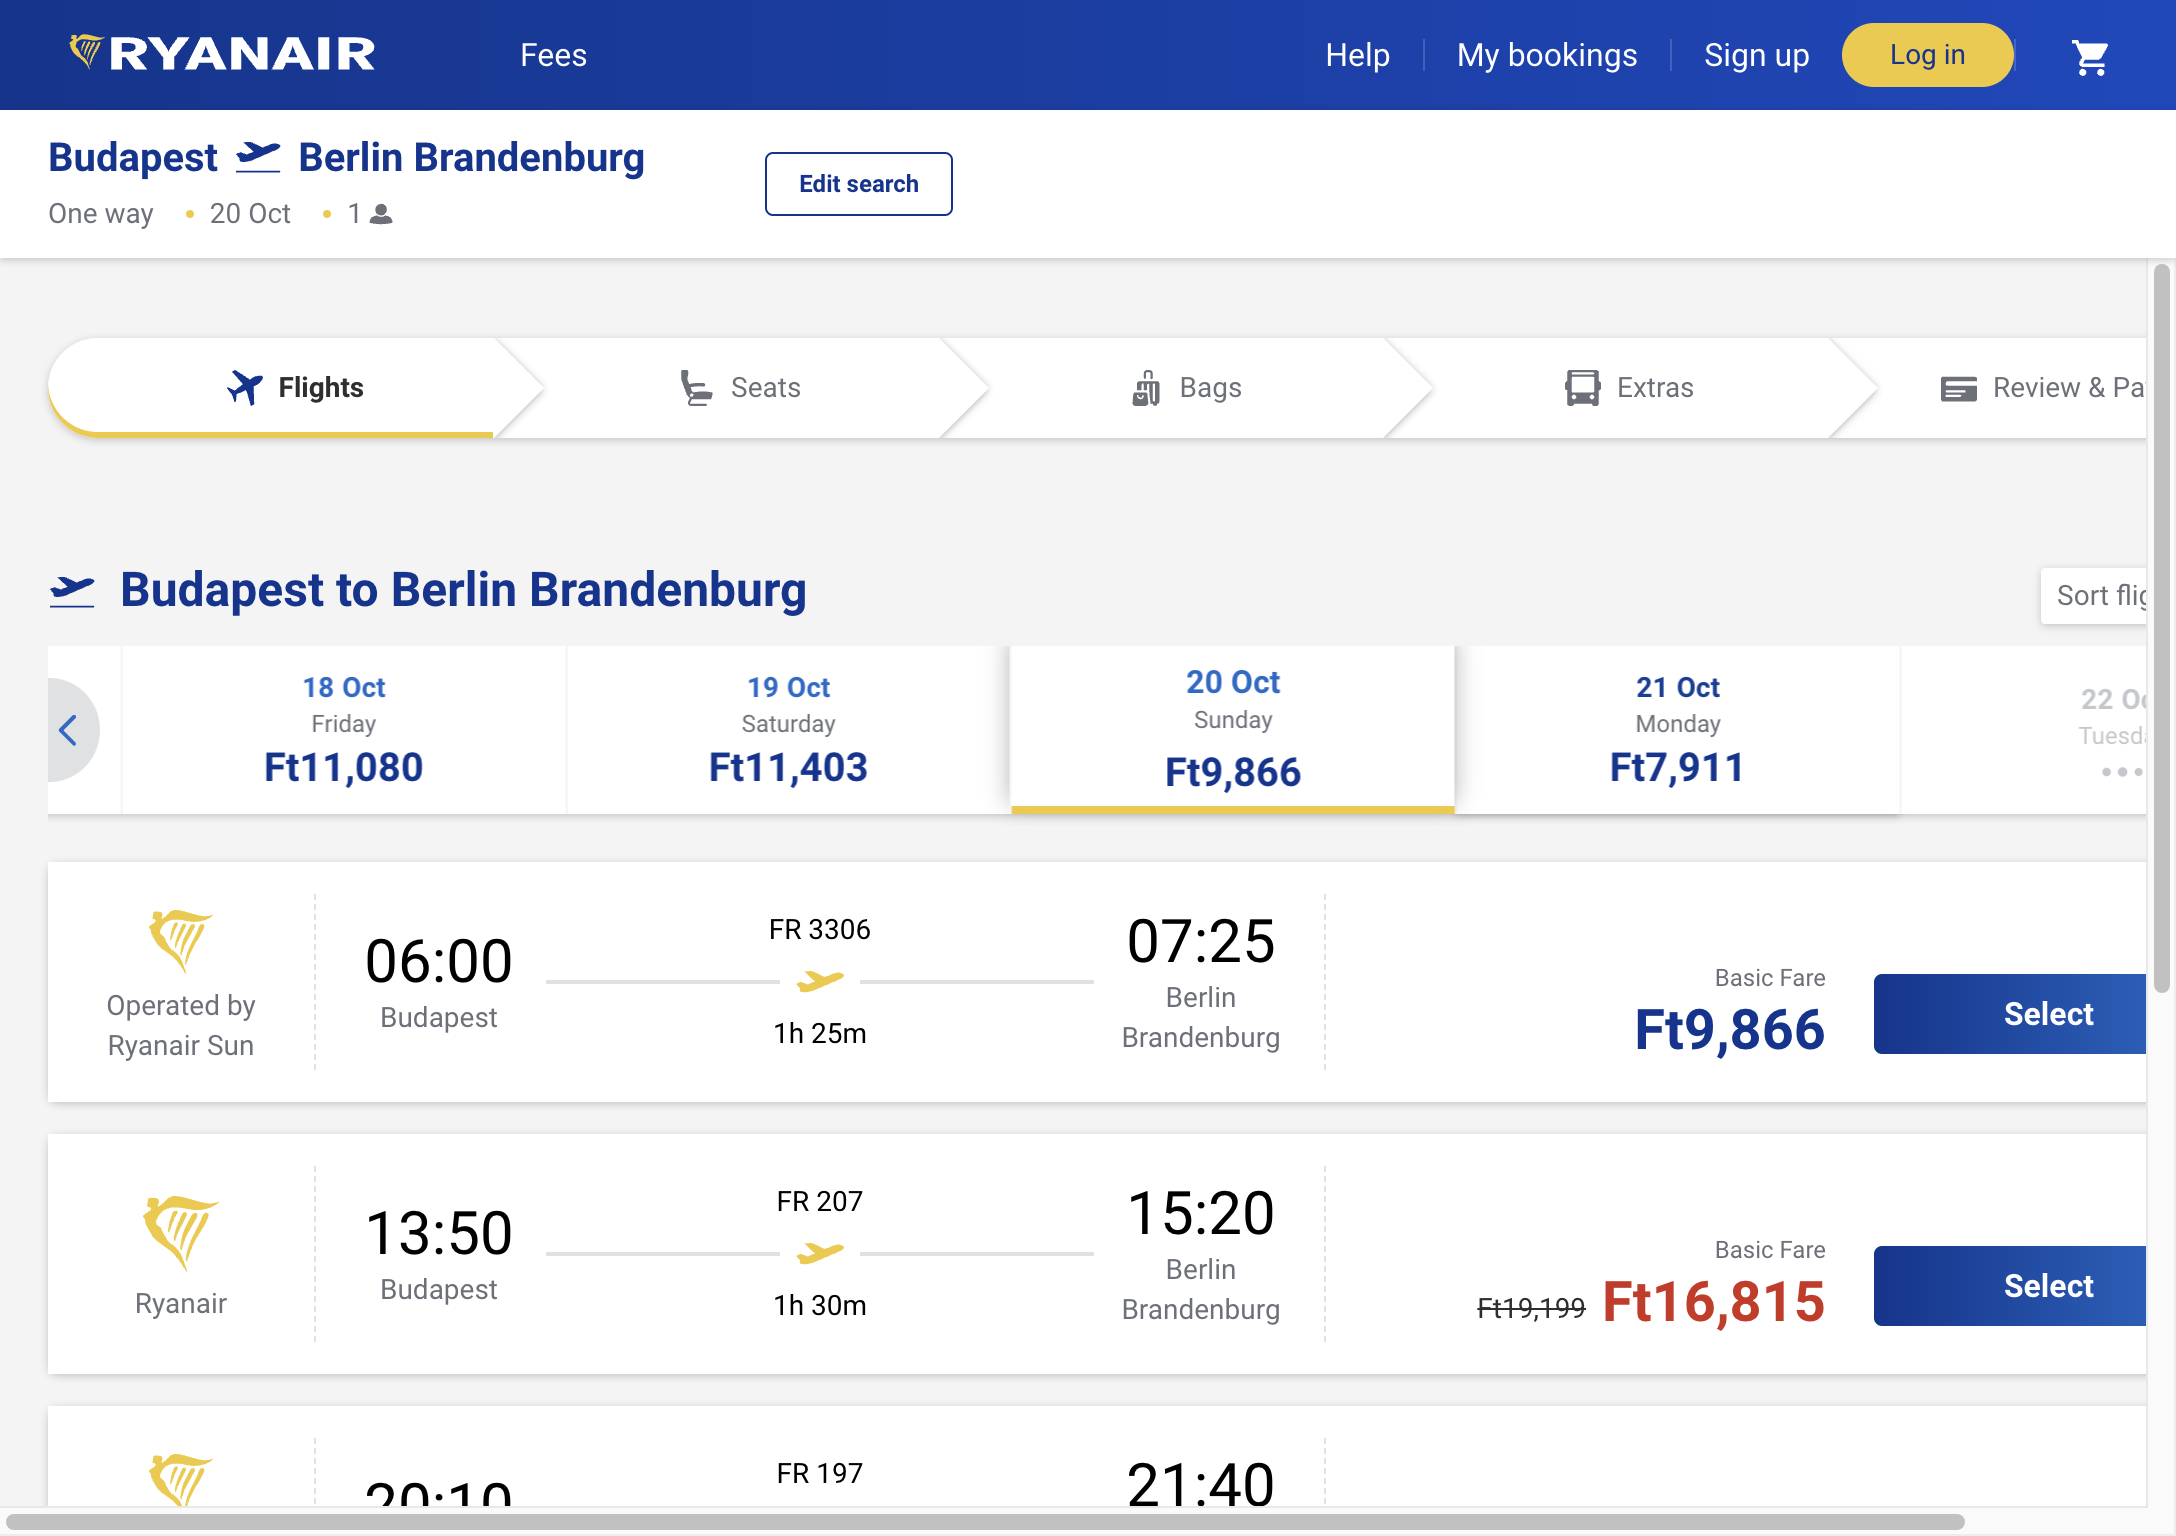 RYANAIR
Fees
Help
My bookings
Sign up
Log in
Budapest Berlin Brandenburg
One way • 20 Oct • 1
Edit search
Flights
Seats
Bags
Extras
Review & Pa
Budapest to Berlin Brandenburg
Sort flig
18 Oct
Friday
Ft11,080
19 Oct
Saturday
Ft11,403
20 Oct
Sunday
Ft9,866
21 Oct
Monday
Ft7,911
22 Oc
Tuesda
Operated by
Ryanair Sun
06:00
Budapest
FR 3306
1h 25m
07:25
Berlin
Brandenburg
Basic Fare
Ft9,866
Select
Ryanair
13:50
Budapest
FR 207
1h 30m
15:20
Berlin
Brandenburg
Basic Fare
Ft19,199 Ft16,815
Select
20:10
FR 197
21:40